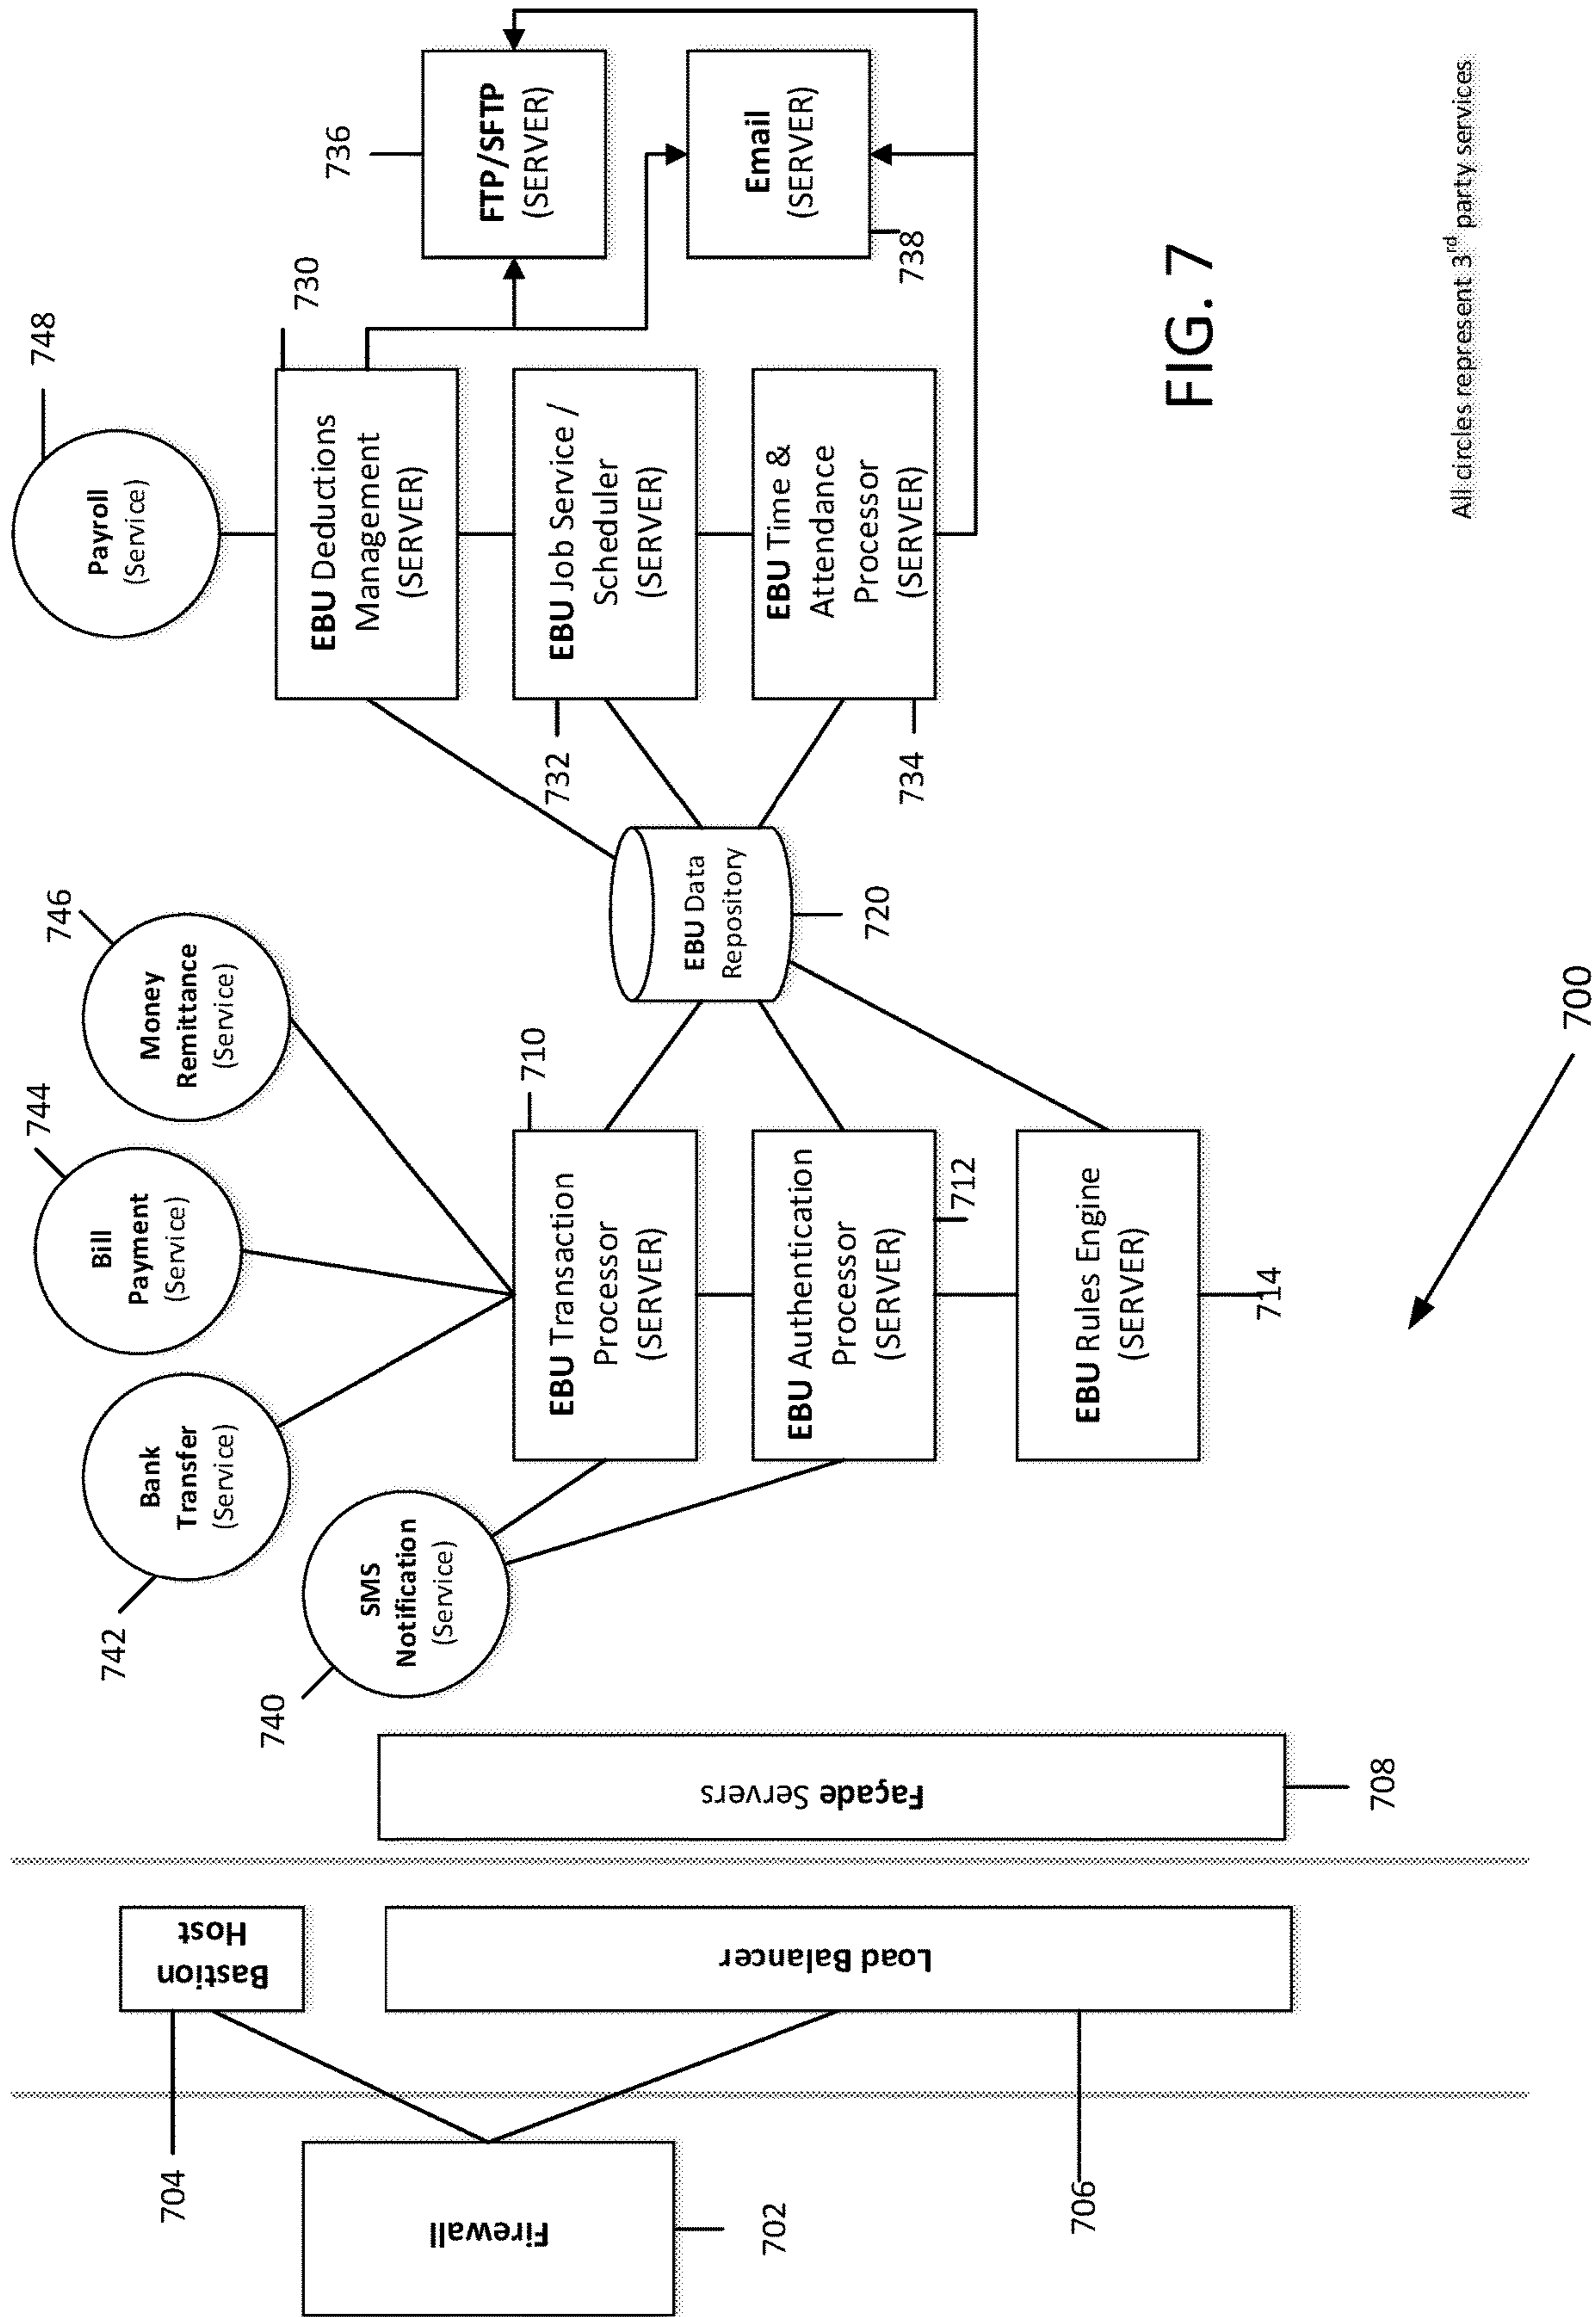 Firewall
702
704
Bastion
Host
Load Balancer
706
Façade Servers
708
740
SMS
Notification
(Service)
742
Bank
Transfer
(Service)
744
Bill
Payment
(Service)
746
Money
Remittance
(Service)
710
EBU Transaction
Processor
(SERVER)
EBU Authentication
Processor
(SERVER)
712
EBU Rules Engine
(SERVER)
714
EBU Data
Repository
720
748
Payroll
(Service)
730
EBU Deductions
Management
(SERVER)
732
EBU Job Service /
Scheduler
(SERVER)
734
EBU Time &
Attendance
Processor
(SERVER)
736
FTP/SFTP
(SERVER)
Email
(SERVER)
738
700
FIG. 7
All circles represent 3rd party services